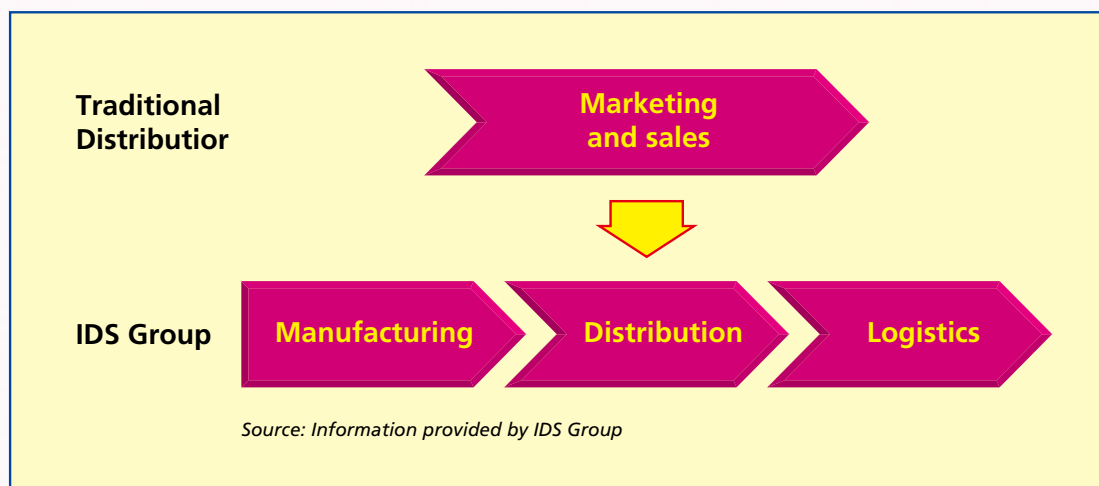 Traditional
Distributior
Marketing
and sales
IDS Group
Manufacturing
Distribution
Logistics
Source: Information provided by IDS Group